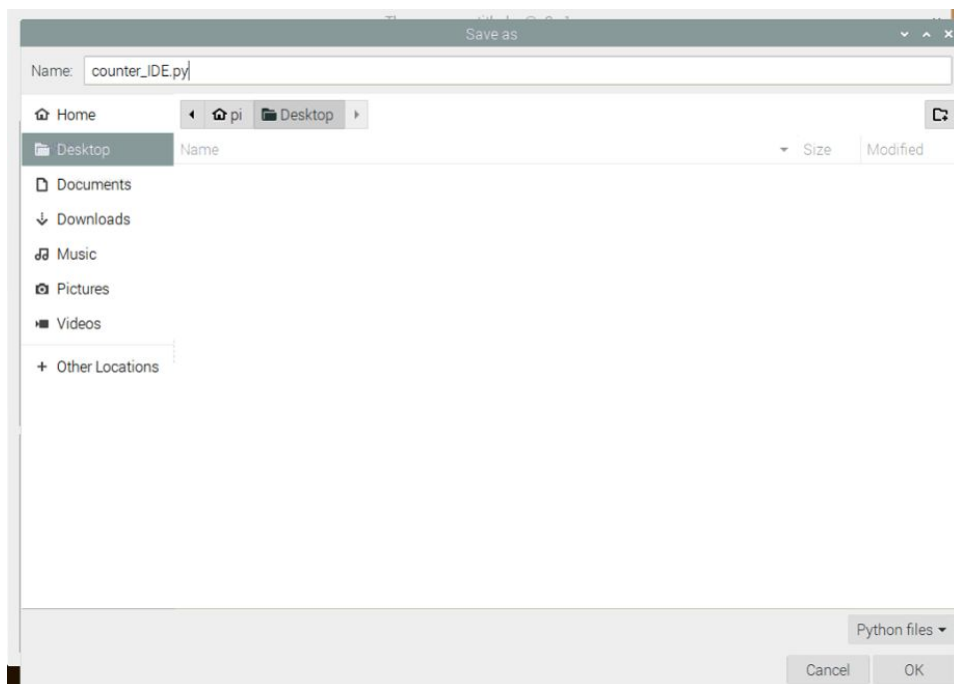 Save as
Name: counter_IDE.py
Home
pi Desktop
Desktop
Name Size Modified
Documents
Downloads
Music
Pictures
Videos
+ Other Locations
Python files
Cancel OK